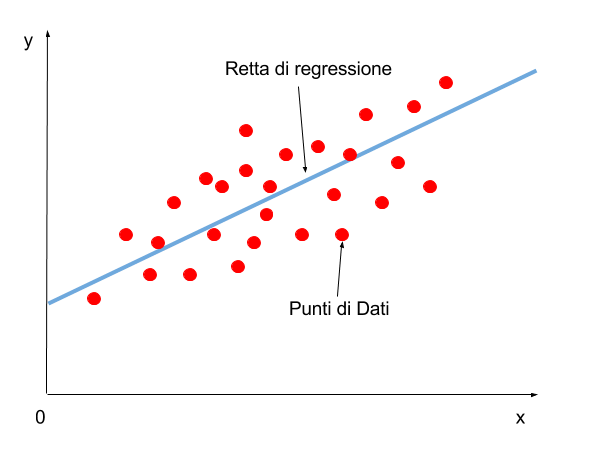 y
Retta di regressione
Punti di Dati
0
x